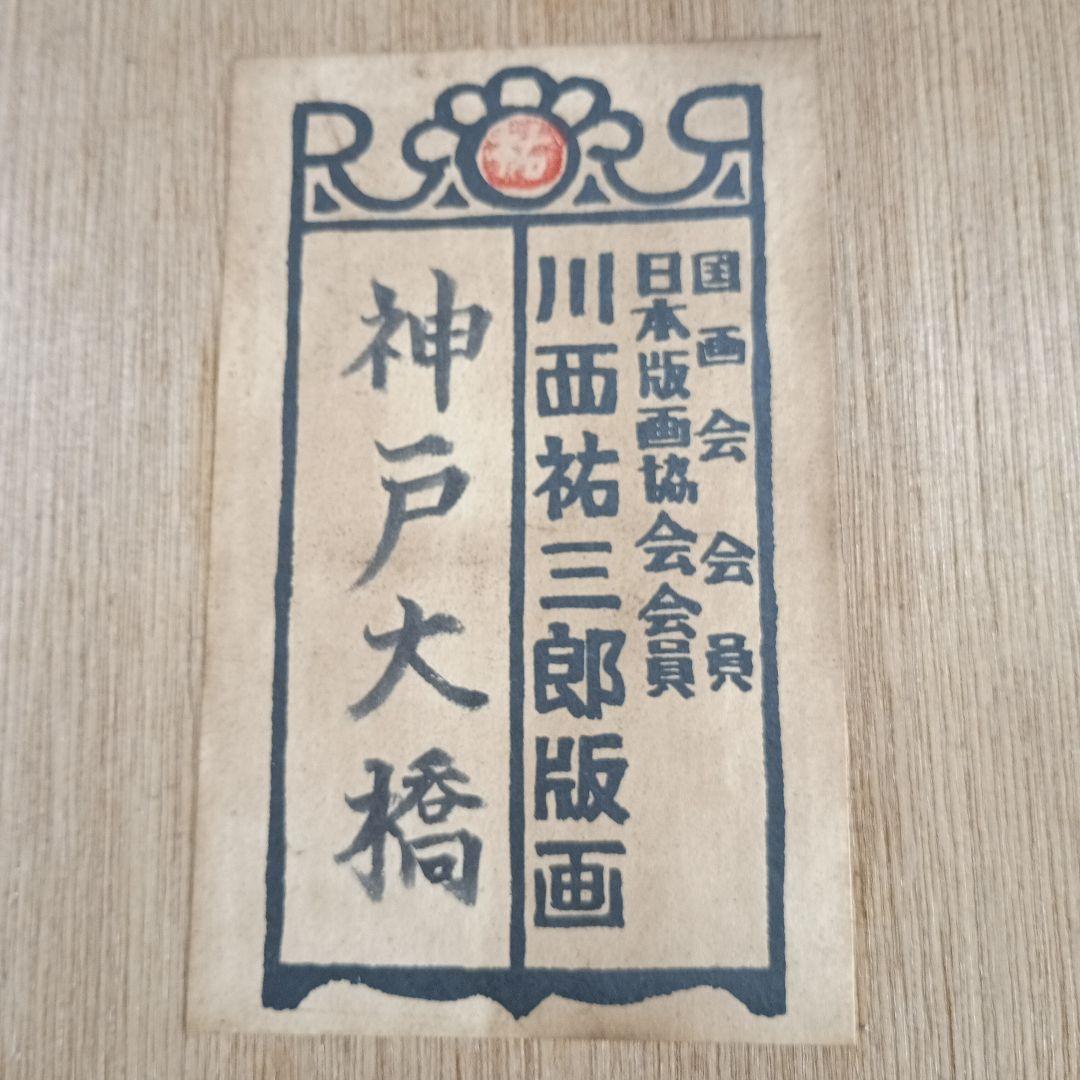 国画会会員
日本版画協会会員
川西祐三郎版画
神戸大橋
祐